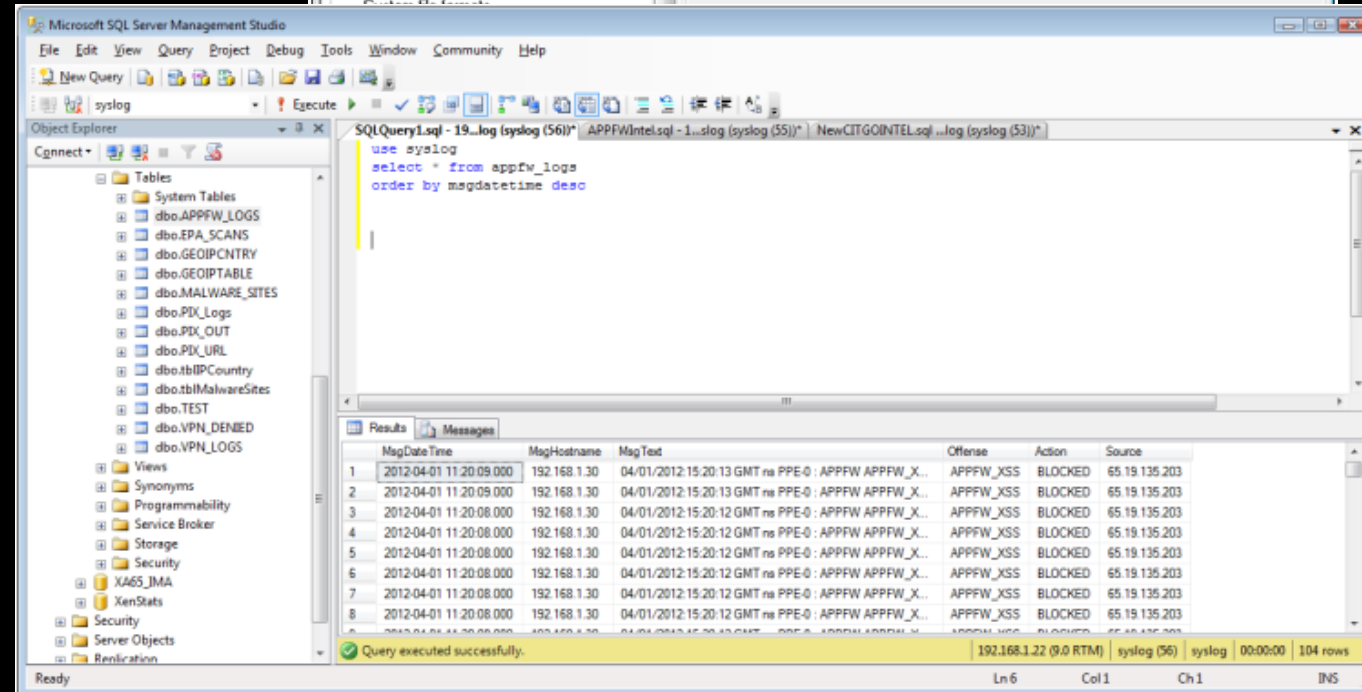 Custom file formats
Microsoft SQL Server Management Studio
File Edit View Query Project Debug Tools Window Community Help
New Query
syslog Execute
Object Explorer
SQLQuery1.sql - 19...log (syslog (56))* APPFWIntel.sql - 1...slog (syslog (55))* NewCITGOINTEL.sql ...log (syslog (53))*
Connect
use syslog
select * from appfw_logs
order by msgdatetime desc
Tables
System Tables
dbo.APPFW_LOGS
dbo.EPA_SCANS
dbo.GEOIPCNTRY
dbo.GEOIPTABLE
dbo.MALWARE_SITES
dbo.PIX_Logs
dbo.PIX_OUT
dbo.PIX_URL
dbo.tblIPCountry
dbo.tblMalwareSites
dbo.TEST
dbo.VPN_DENIED
dbo.VPN_LOGS
Views
Synonyms
Programmability
Service Broker
Storage
Security
XA65_IMA
XenStats
Security
Server Objects
Replication
Results Messages
MsgDateTime MsgHostname MsgText Offense Action Source
1 2012-04-01 11:20:09.000 192.168.1.30 04/01/2012:15:20:13 GMT ns PPE-0 : APPFW APPFW_X... APPFW_XSS BLOCKED 65.19.135.203
2 2012-04-01 11:20:09.000 192.168.1.30 04/01/2012:15:20:13 GMT ns PPE-0 : APPFW APPFW_X... APPFW_XSS BLOCKED 65.19.135.203
3 2012-04-01 11:20:08.000 192.168.1.30 04/01/2012:15:20:12 GMT ns PPE-0 : APPFW APPFW_X... APPFW_XSS BLOCKED 65.19.135.203
4 2012-04-01 11:20:08.000 192.168.1.30 04/01/2012:15:20:12 GMT ns PPE-0 : APPFW APPFW_X... APPFW_XSS BLOCKED 65.19.135.203
5 2012-04-01 11:20:08.000 192.168.1.30 04/01/2012:15:20:12 GMT ns PPE-0 : APPFW APPFW_X... APPFW_XSS BLOCKED 65.19.135.203
6 2012-04-01 11:20:08.000 192.168.1.30 04/01/2012:15:20:12 GMT ns PPE-0 : APPFW APPFW_X... APPFW_XSS BLOCKED 65.19.135.203
7 2012-04-01 11:20:08.000 192.168.1.30 04/01/2012:15:20:12 GMT ns PPE-0 : APPFW APPFW_X... APPFW_XSS BLOCKED 65.19.135.203
8 2012-04-01 11:20:08.000 192.168.1.30 04/01/2012:15:20:12 GMT ns PPE-0 : APPFW APPFW_X... APPFW_XSS BLOCKED 65.19.135.203
Query executed successfully. 192.168.1.22 (9.0 RTM) syslog (56) syslog 00:00:00 104 rows
Ready Ln 6 Col 1 Ch 1 INS